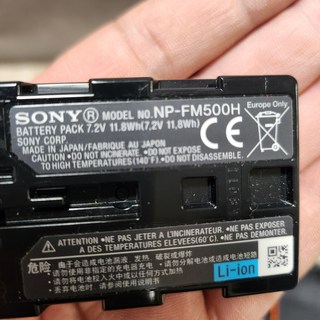 SONY® MODEL NO. NP-FM500H
BATTERY PACK 7.2V 11.8Wh(7,2V 11,8Wh)
SONY CORP.
MADE IN JAPAN/FABRIQUE AU JAPON
CAUTION • DO NOT INCINERATE
• DO NOT DISASSEMBLE • DO NOT EXPOSE
TO HIGH TEMPERATURES(140°F)
Europe Only
ATTENTION • NE PAS JETER A L'INCINERATEUR
• NE PAS DEMONTER • NE PAS EXPOSER A DES
TEMPERATURES ELEVEES(60°C)
危险
Li-ion